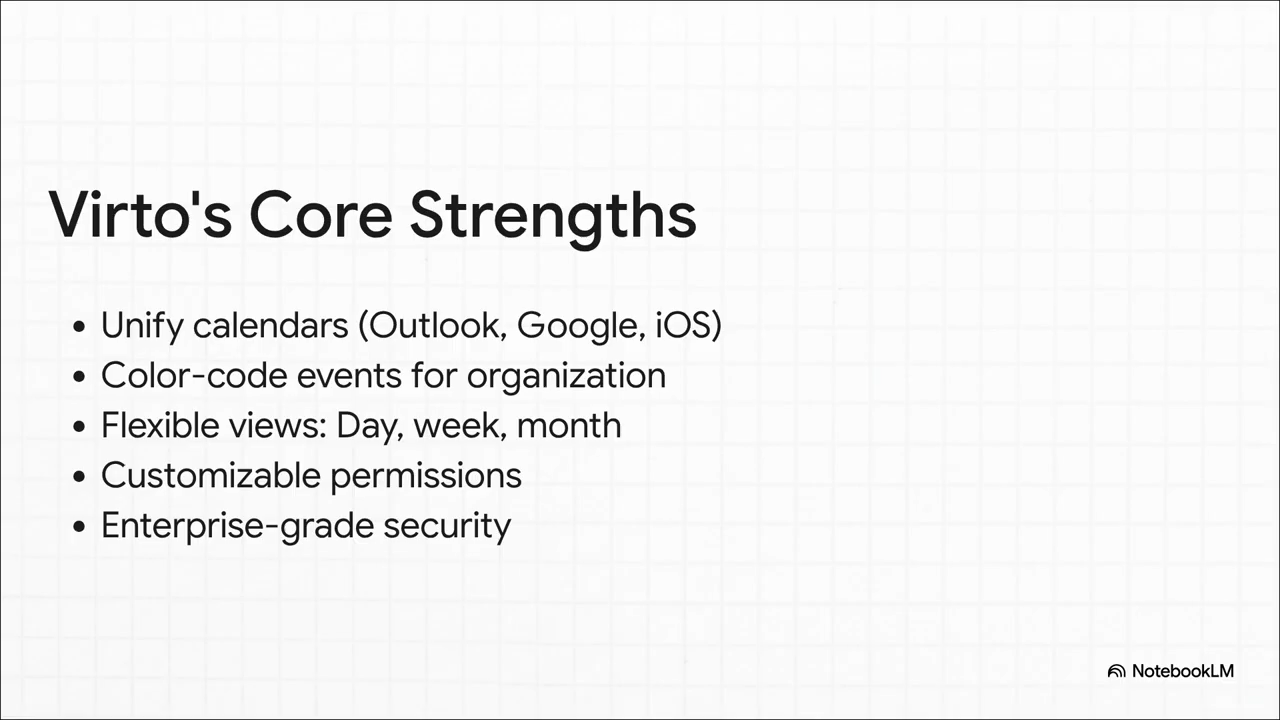 Virto's Core Strengths
• Unify calendars (Outlook, Google, iOS)
• Color-code events for organization
• Flexible views: Day, week, month
• Customizable permissions
• Enterprise-grade security
NotebookLM